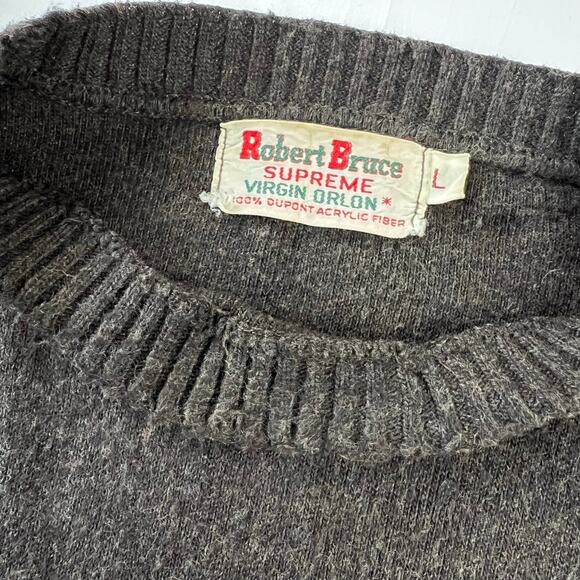 Robert Bruce
SUPREME
VIRGIN ORLON*
100% DUPONT ACRYLIC FIBER
L